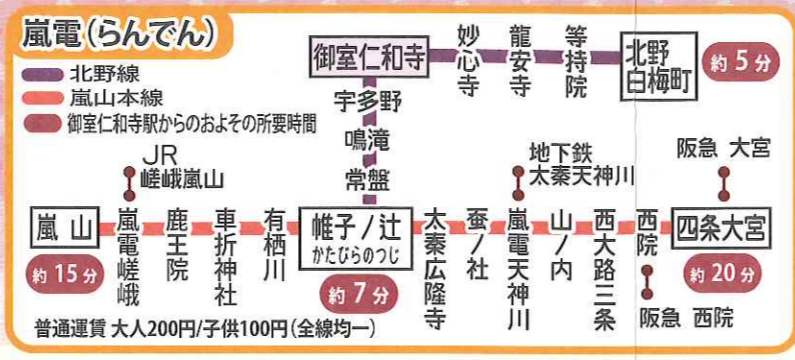 嵐電(らんでん)
北野線
嵐山本線
御室仁和寺駅からのおよその所要時間
御室仁和寺
妙心寺
龍安寺
等持院
北野
白梅町
約5分
宇多野
鳴滝
常盤
JR
嵯峨嵐山
地下鉄
太秦天神川
阪急 大宮
嵐山
嵐電嵯峨
鹿王院
車折神社
有栖川
帷子ノ辻
かたびらのつじ
太秦広隆寺
蚕ノ社
嵐電天神川
山ノ内
西大路三条
西院
四条大宮
約15分
約7分
約20分
阪急 西院
普通運賃 大人200円/子供100円(全線均一)